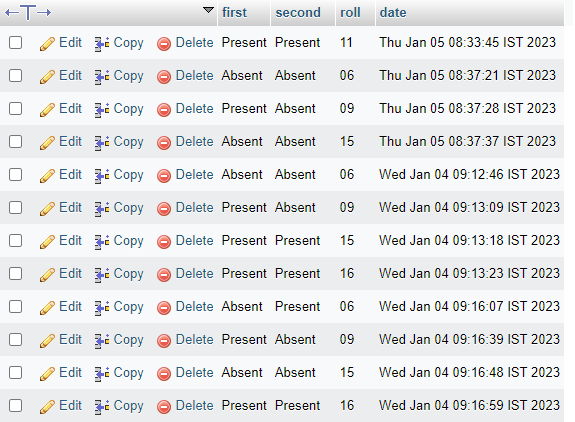 first second roll date
Edit Copy Delete Present Present 11 Thu Jan 05 08:33:45 IST 2023
Edit Copy Delete Absent Absent 06 Thu Jan 05 08:37:21 IST 2023
Edit Copy Delete Present Absent 09 Thu Jan 05 08:37:28 IST 2023
Edit Copy Delete Absent Absent 15 Thu Jan 05 08:37:37 IST 2023
Edit Copy Delete Absent Absent 06 Wed Jan 04 09:12:46 IST 2023
Edit Copy Delete Present Absent 09 Wed Jan 04 09:13:09 IST 2023
Edit Copy Delete Present Present 15 Wed Jan 04 09:13:18 IST 2023
Edit Copy Delete Present Present 16 Wed Jan 04 09:13:23 IST 2023
Edit Copy Delete Absent Present 06 Wed Jan 04 09:16:07 IST 2023
Edit Copy Delete Present Absent 09 Wed Jan 04 09:16:39 IST 2023
Edit Copy Delete Absent Absent 15 Wed Jan 04 09:16:48 IST 2023
Edit Copy Delete Present Present 16 Wed Jan 04 09:16:59 IST 2023